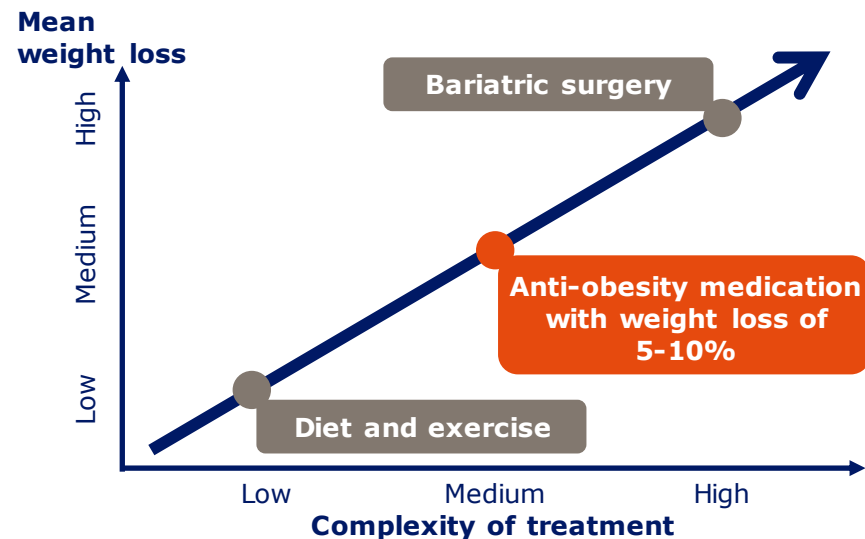 Mean
weight loss
High
Medium
Low
Bariatric surgery
Anti-obesity medication
with weight loss of
5-10%
Diet and exercise
Low
Medium
High
Complexity of treatment